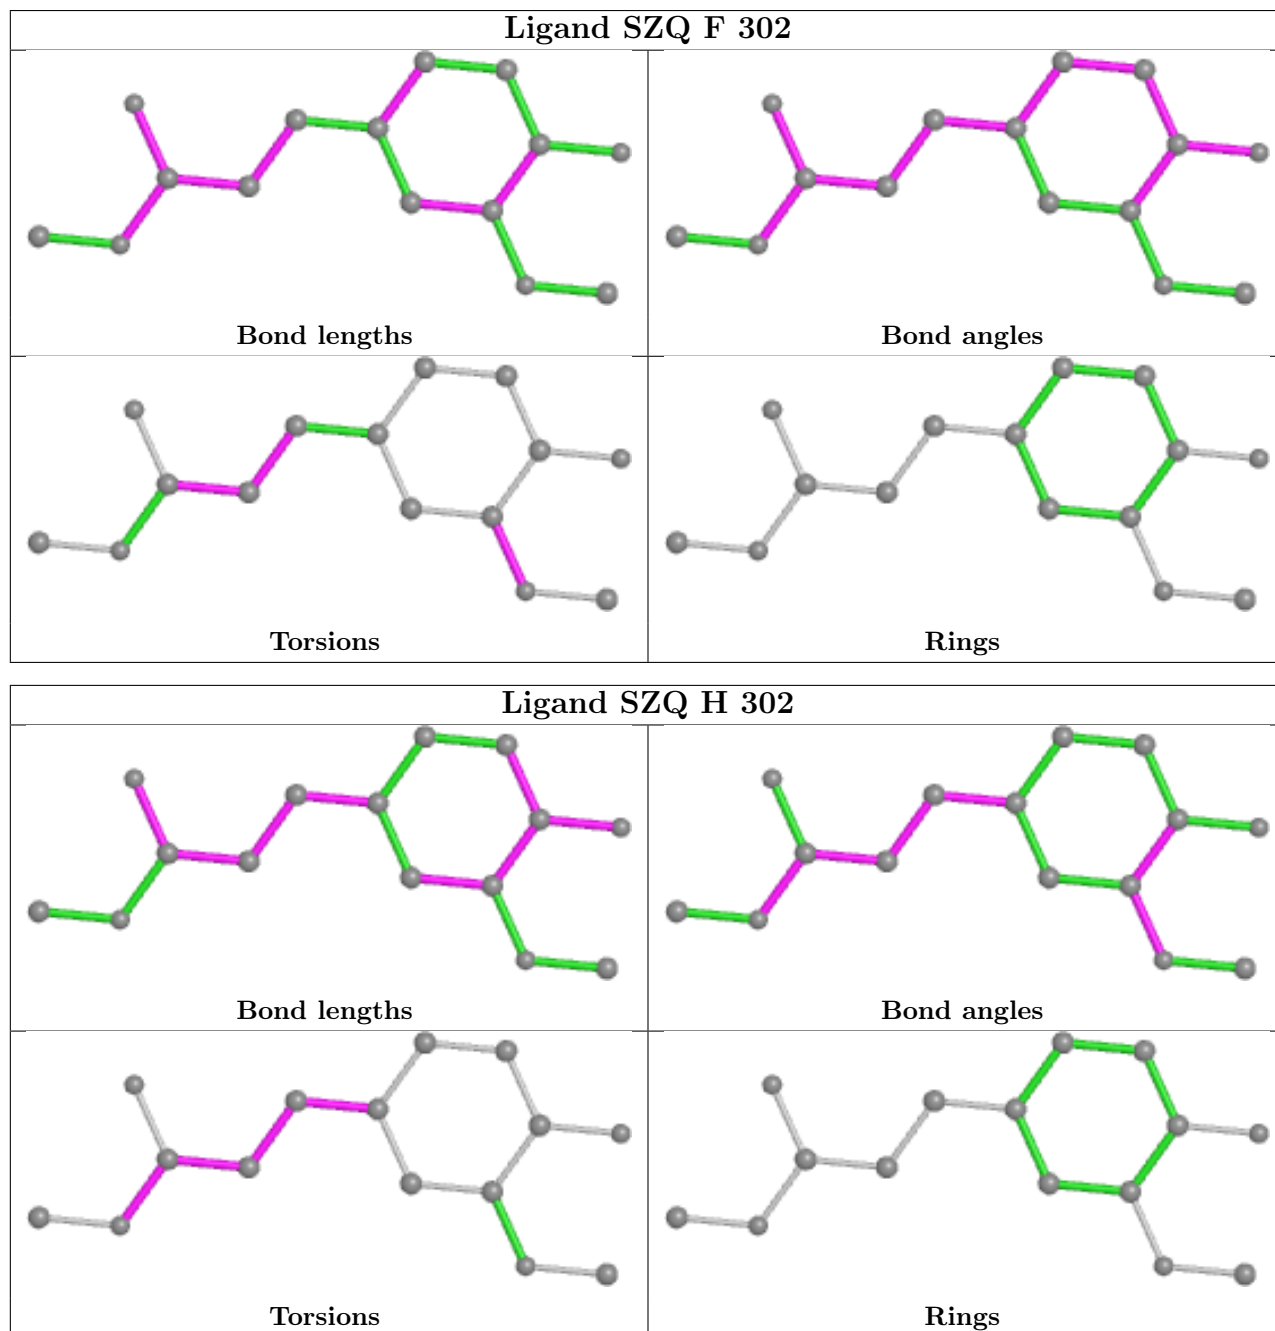 Ligand SZQ F 302
Bond lengths
Bond angles
Torsions
Rings
Ligand SZQ H 302
Bond lengths
Bond angles
Torsions
Rings